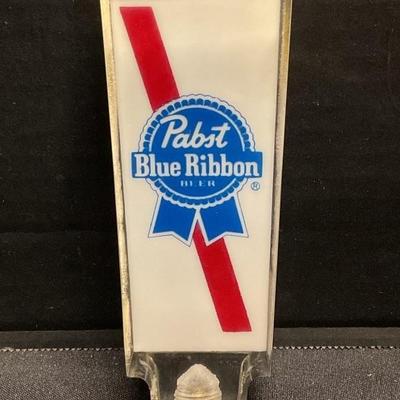 Pabst
Blue Ribbon
BEER
®